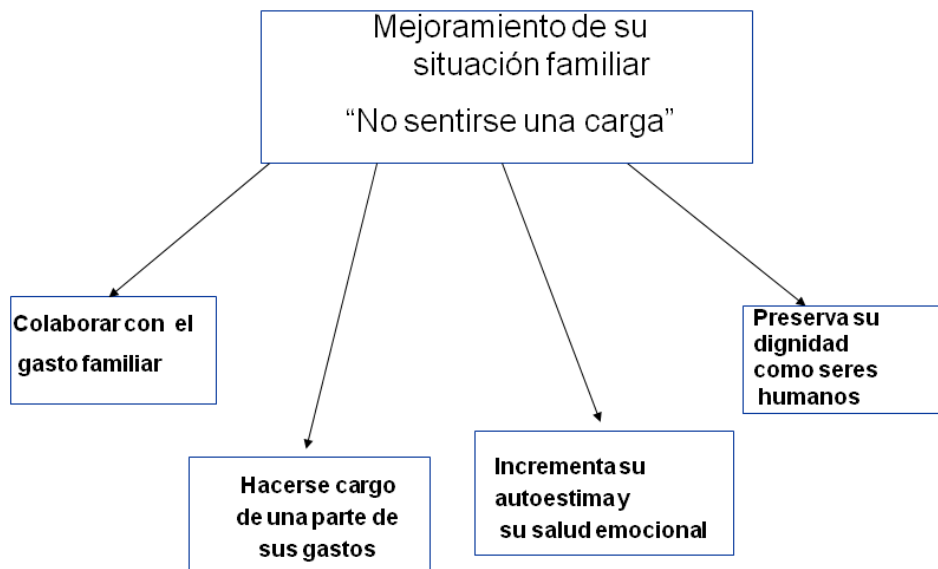 Mejoramiento de su
situación familiar
“No sentirse una carga”
Colaborar con el
gasto familiar
Hacerse cargo
de una parte de
sus gastos
Incrementa su
autoestima y
su salud emocional
Preserva su
dignidad
como seres
humanos